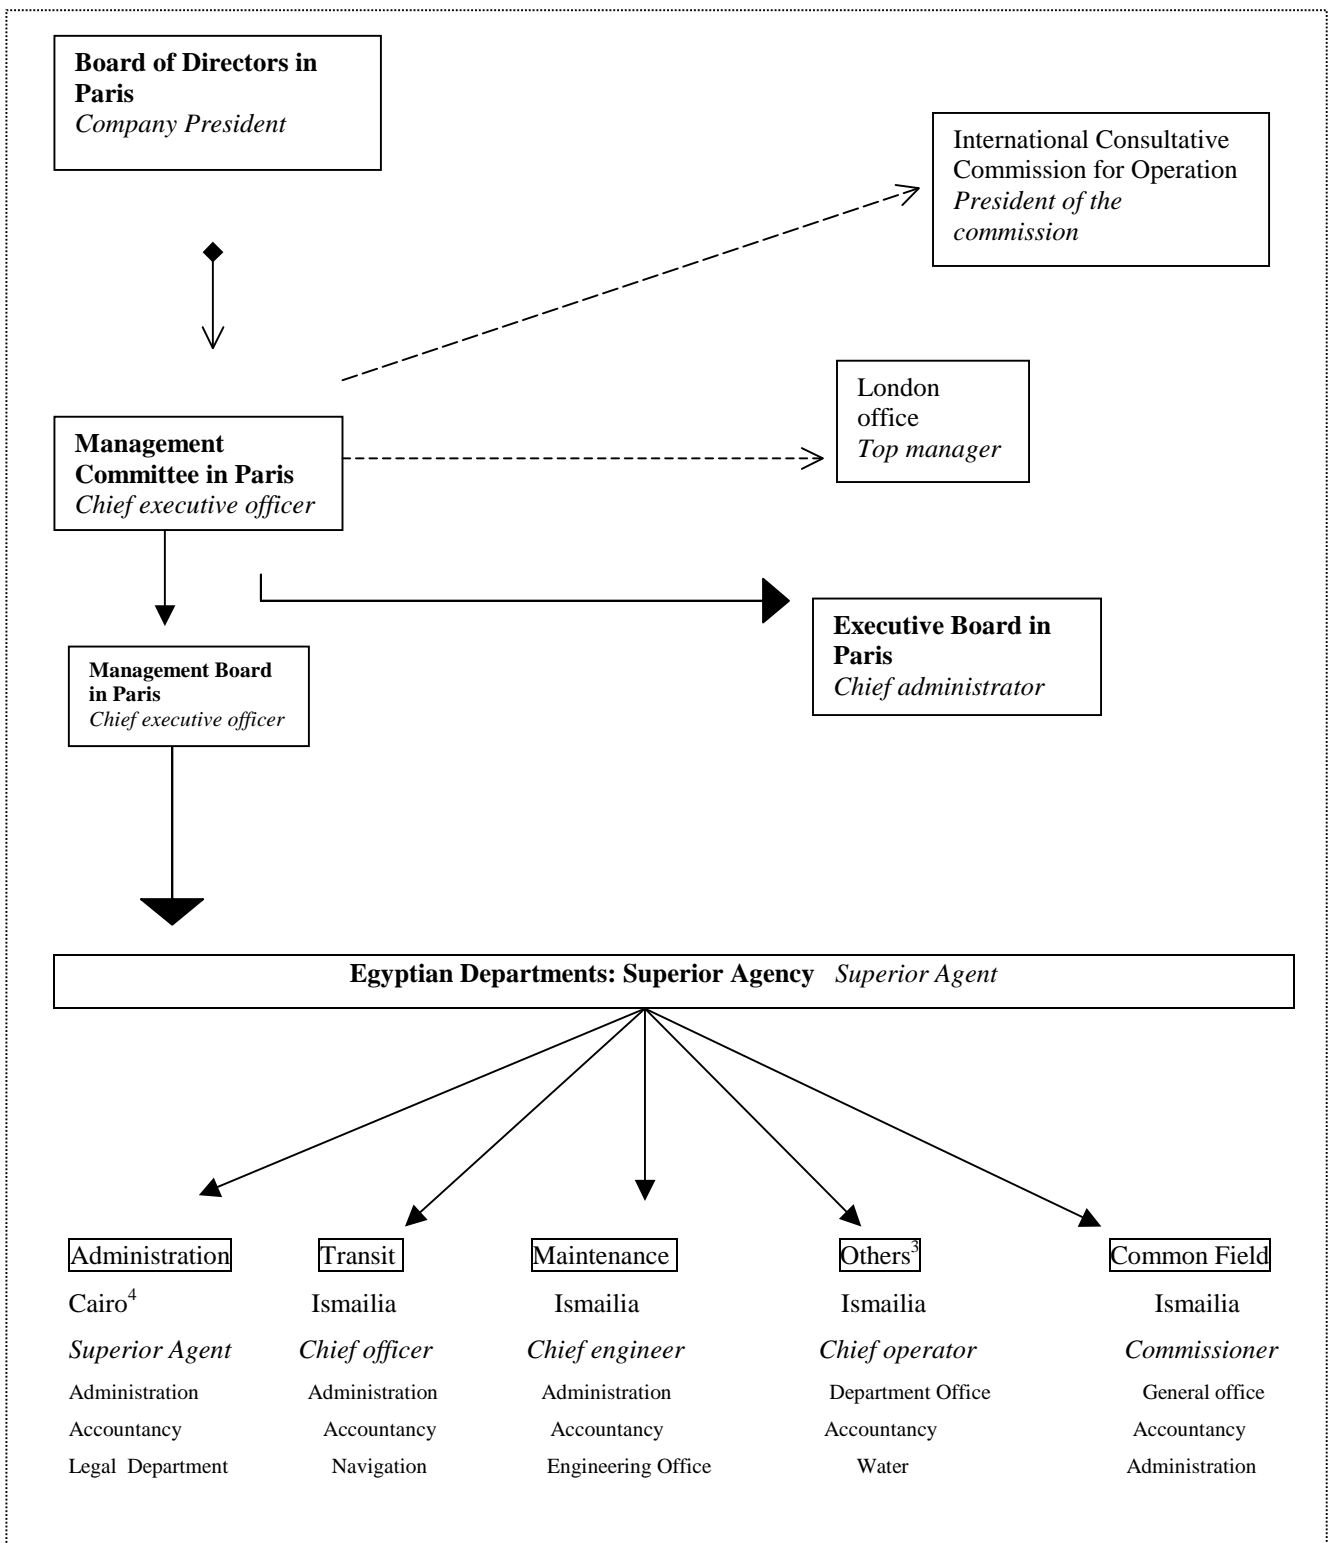 Board of Directors in
Paris
Company President
International Consultative
Commission for Operation
President of the
commission
London
office
Top manager
Management
Committee in Paris
Chief executive officer
Executive Board in
Paris
Chief administrator
Management Board
in Paris
Chief executive officer
Egyptian Departments: Superior Agency Superior Agent
Administration Transit Maintenance Others³ Common Field
Cairo⁴ Ismailia Ismailia Ismailia Ismailia
Superior Agent Chief officer Chief engineer Chief operator Commissioner
Administration Administration Administration Department Office General office
Accountancy Accountancy Accountancy Accountancy Accountancy
Legal Department Navigation Engineering Office Water Administration